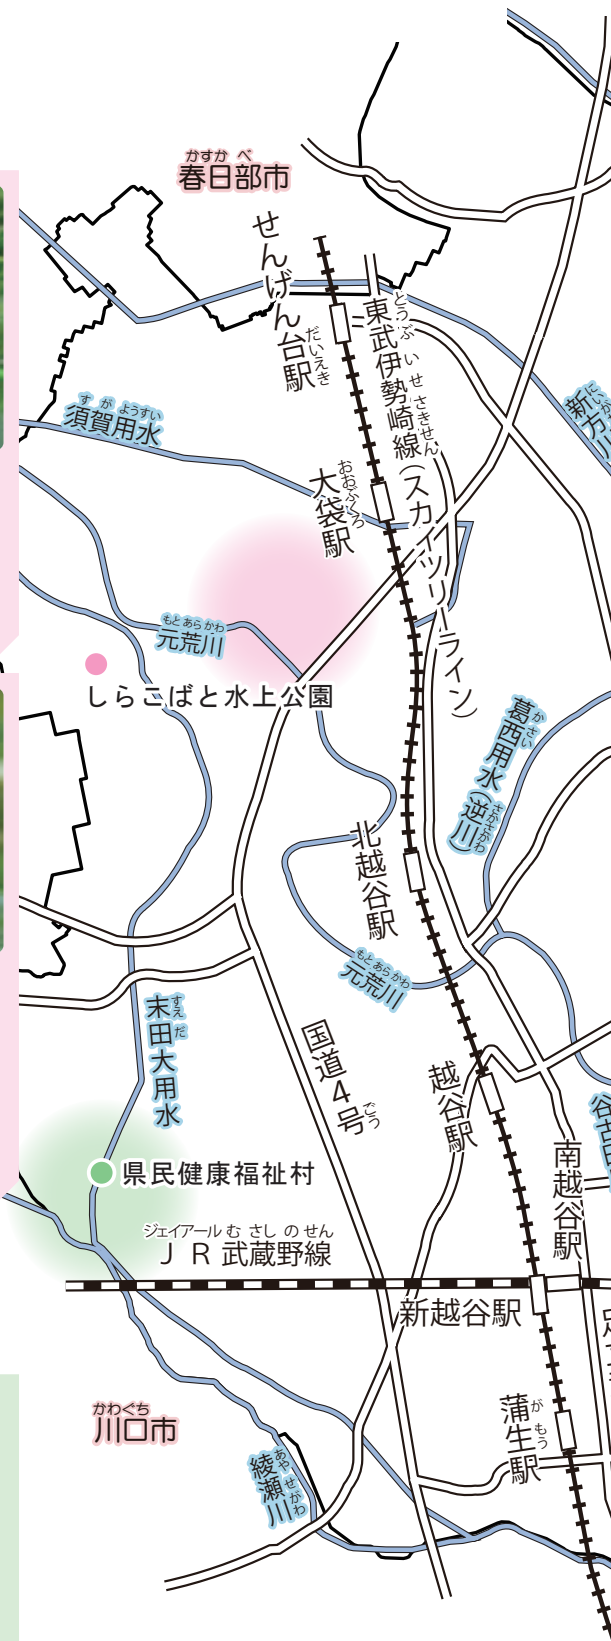 かすかべ
春日部市
せんげん台駅
だいえき
東武伊勢崎線（スカイツリーライン）
とうぶいせさきせん
新方川
すがようすい
須賀用水
大袋駅
おおぶくろ
もとあらかわ
元荒川
しらこばと水上公園
葛西用水（逆川）
かさい
さかさがわ
北越谷駅
もとあらかわ
元荒川
末田大用水
すえだ
国道4号
ごう
越谷駅
南越谷駅
県民健康福祉村
ジェイアールむさしのせん
ＪＲ武蔵野線
新越谷駅
かわぐち
川口市
蒲生駅
がもう
綾瀬川
あやせがわ